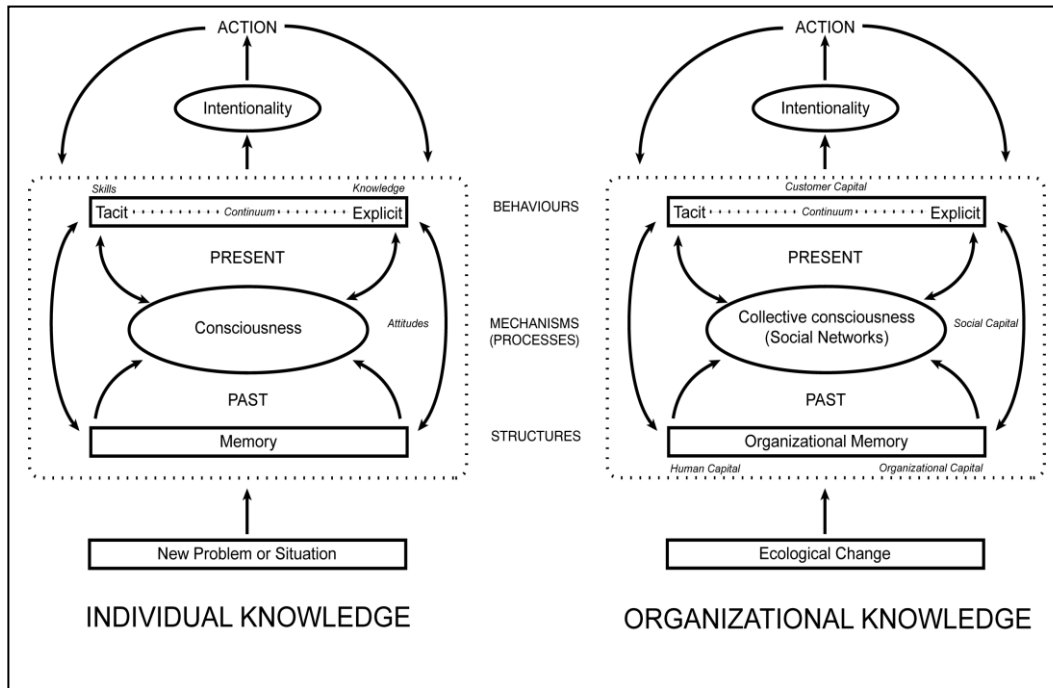 ACTION
Intentionality
Skills
Knowledge
Tacit
Continuum
Explicit
PRESENT
Consciousness
Attitudes
PAST
Memory
New Problem or Situation
INDIVIDUAL KNOWLEDGE
BEHAVIOURS
MECHANISMS
(PROCESSES)
STRUCTURES
ACTION
Intentionality
Customer Capital
Tacit
Continuum
Explicit
PRESENT
Collective consciousness
(Social Networks)
Social Capital
PAST
Organizational Memory
Human Capital
Organizational Capital
Ecological Change
ORGANIZATIONAL KNOWLEDGE